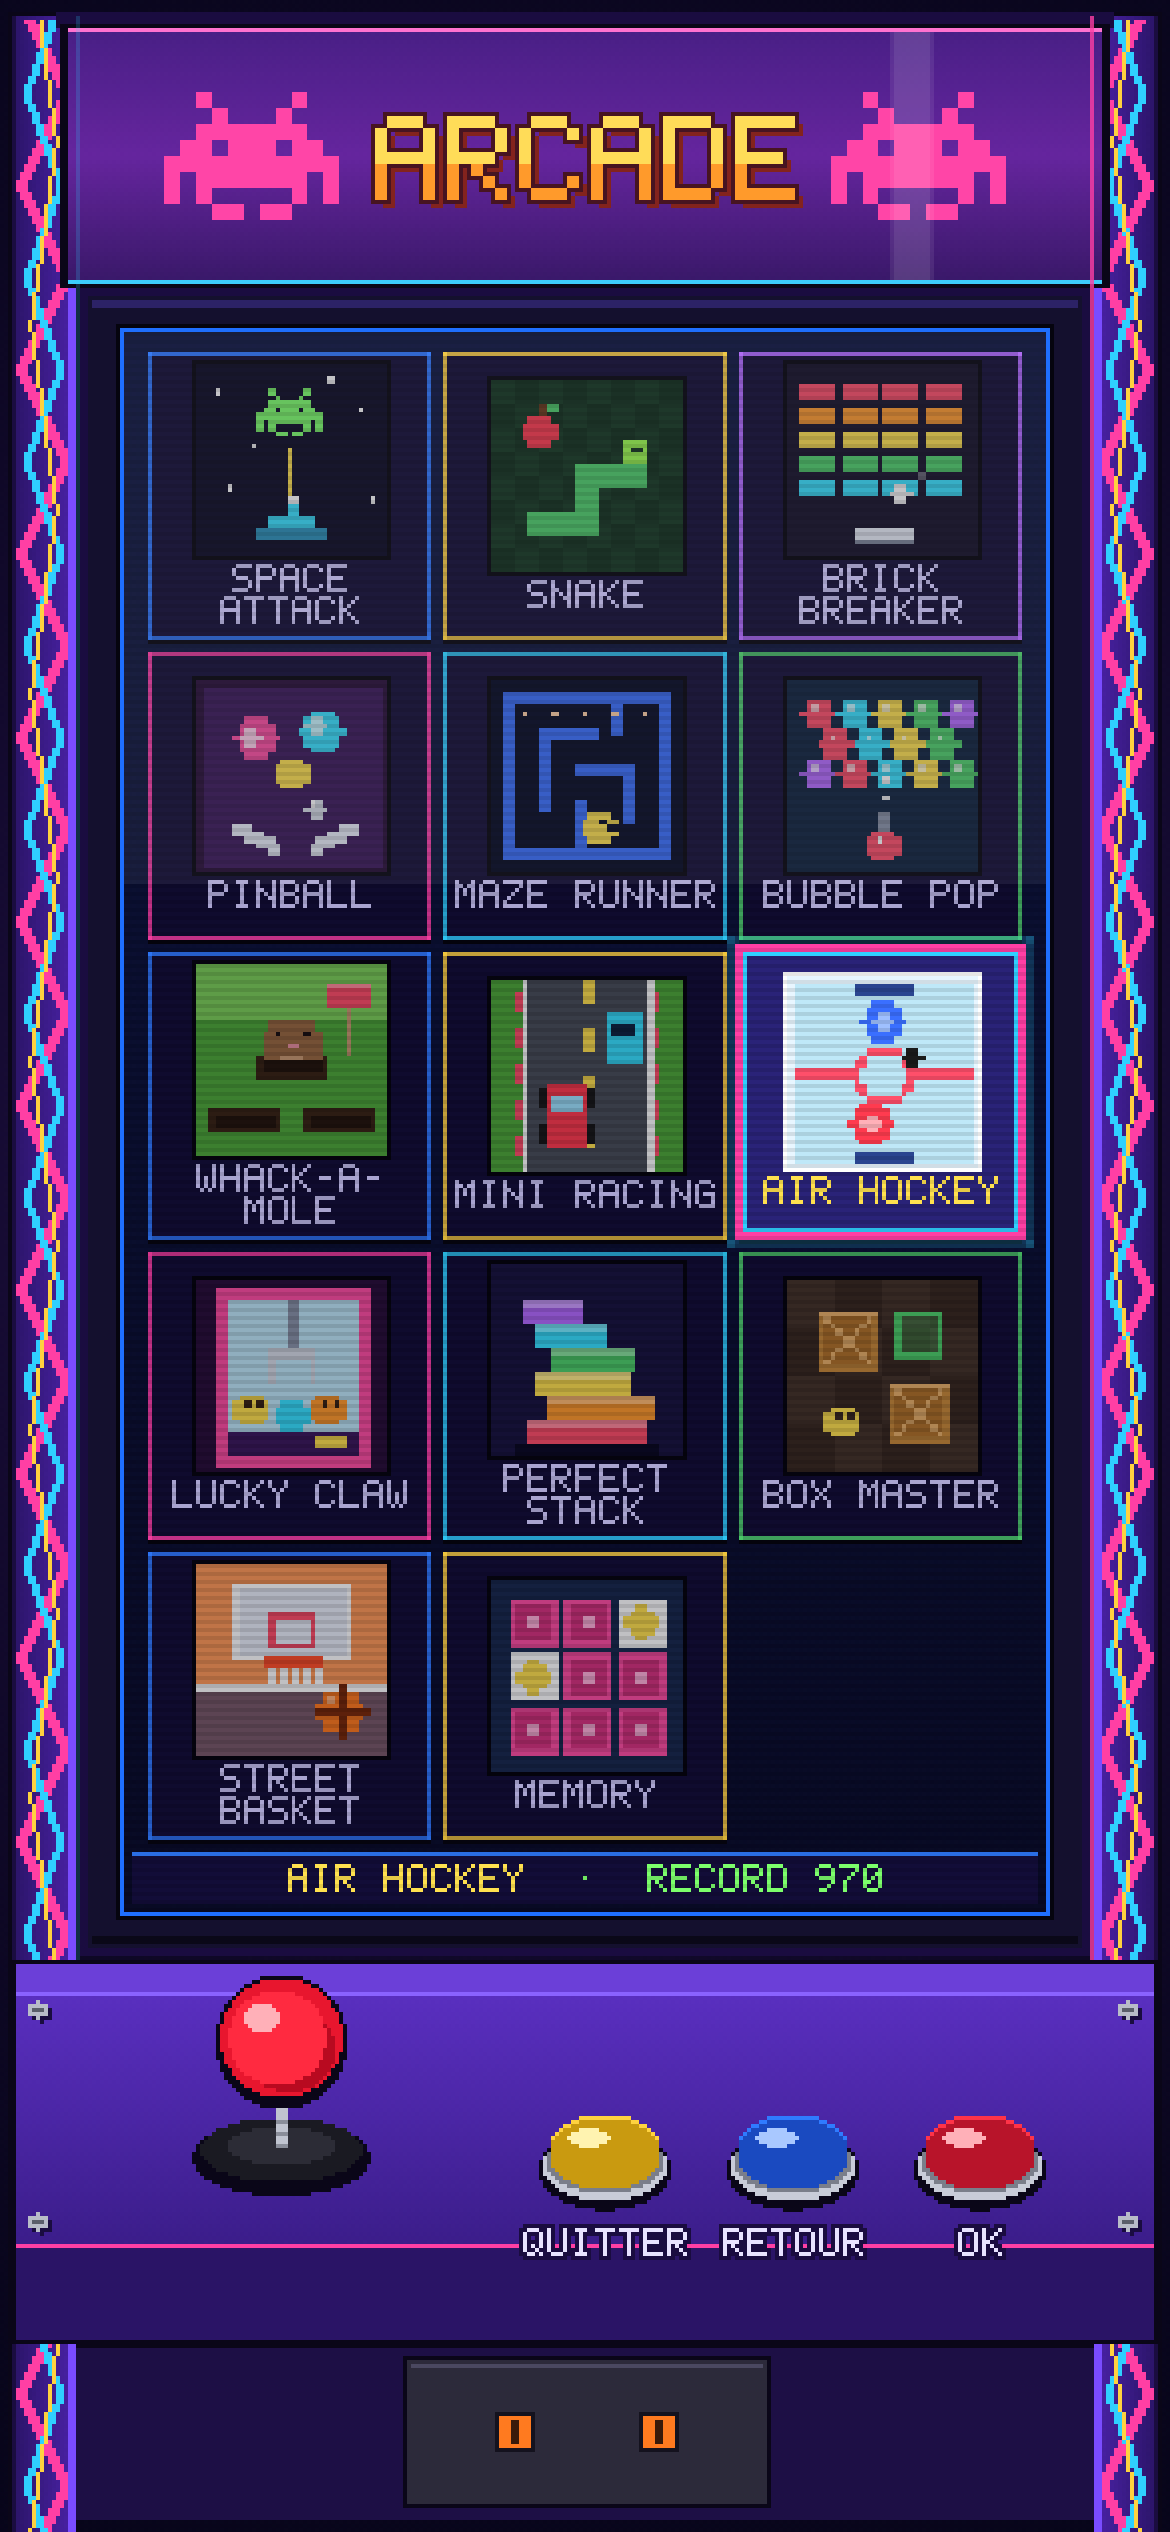 ARCADE
SPACE
ATTACK
SNAKE
BRICK
BREAKER
PINBALL
MAZE RUNNER
BUBBLE POP
WHACK-A-
MOLE
MINI RACING
AIR HOCKEY
LUCKY CLAW
PERFECT
STACK
BOX MASTER
STREET
BASKET
MEMORY
AIR HOCKEY · RECORD 970
QUITTER RETOUR OK